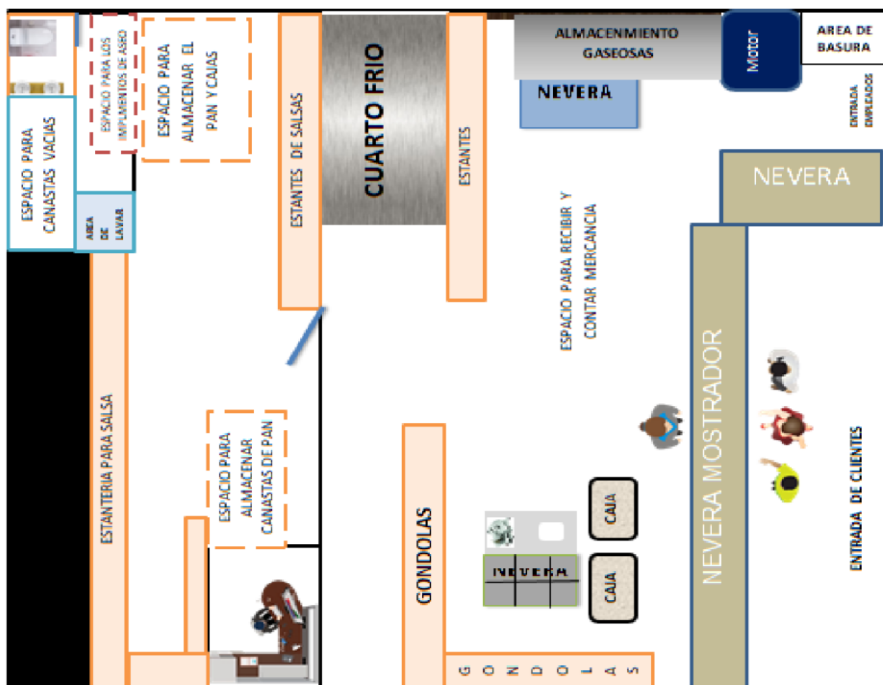 ALMACENMIENTO
GASEOSAS
Motor
AREA DE
BASURA
ESPACIO PARA LOS
IMPLMENTOS DE ASEO
ESPACIO PARA
ALMACENAR EL
PAN Y CAJAS
ESTANTES DE SALSAS
CUARTO FRIO
ESTANTES
NEVERA
ENTRADA
EMPLEADOS
ESPACIO PARA
CANASTAS VACIAS
AREA
DE
LAVAR
NEVERA
ESPACIO PARA RECIBIR Y
CONTAR MERCANCIA
ESTANTERIA PARA SALSA
ESPACIO PARA
ALMACENAR
CANASTAS DE PAN
GONDOLAS
NEVERA
CAJA
CAJA
NEVERA MOSTRADOR
ENTRADA DE CLIENTES
G O N D O L A S